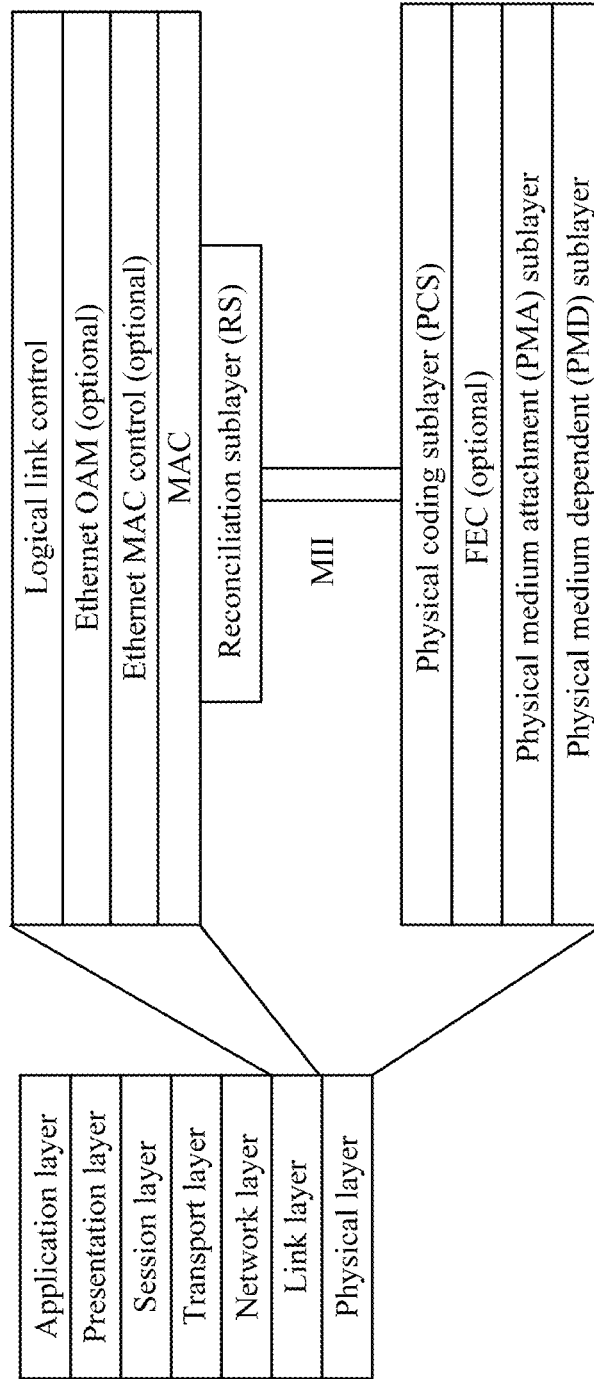 Application layer
Presentation layer
Session layer
Transport layer
Network layer
Link layer
Physical layer
Logical link control
Ethernet OAM (optional)
Ethernet MAC control (optional)
MAC
Reconciliation sublayer (RS)
MII
Physical coding sublayer (PCS)
FEC (optional)
Physical medium attachment (PMA) sublayer
Physical medium dependent (PMD) sublayer